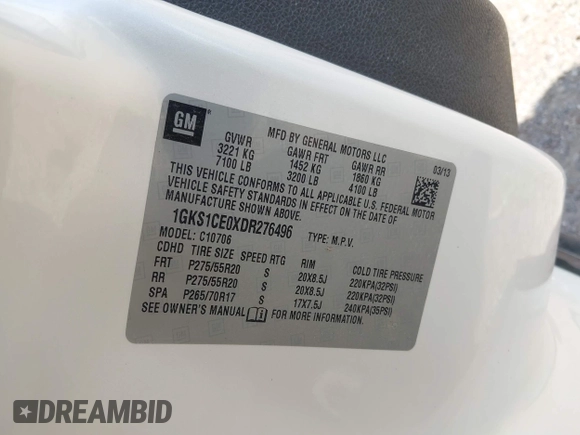 GM
MFD BY GENERAL MOTORS LLC
03/13
GVWR GAWR FRT GAWR RR
3221 KG 1452 KG 1860 KG
7100 LB 3200 LB 4100 LB
THIS VEHICLE CONFORMS TO ALL APPLICABLE U.S. FEDERAL MOTOR
VEHICLE SAFETY STANDARDS IN EFFECT ON THE DATE OF
MANUFACTURE SHOWN ABOVE.
1GKS1CE0XDR276496 TYPE: M.P.V.
MODEL: C10706
CDHD TIRE SIZE SPEED RTG RIM COLD TIRE PRESSURE
FRT P275/55R20 S 20X8.5J 220KPA(32PSI)
RR P275/55R20 S 20X8.5J 220KPA(32PSI)
SPA P265/70R17 S 17X7.5J 240KPA(35PSI)
SEE OWNER'S MANUAL FOR MORE INFORMATION.
DREAMBID